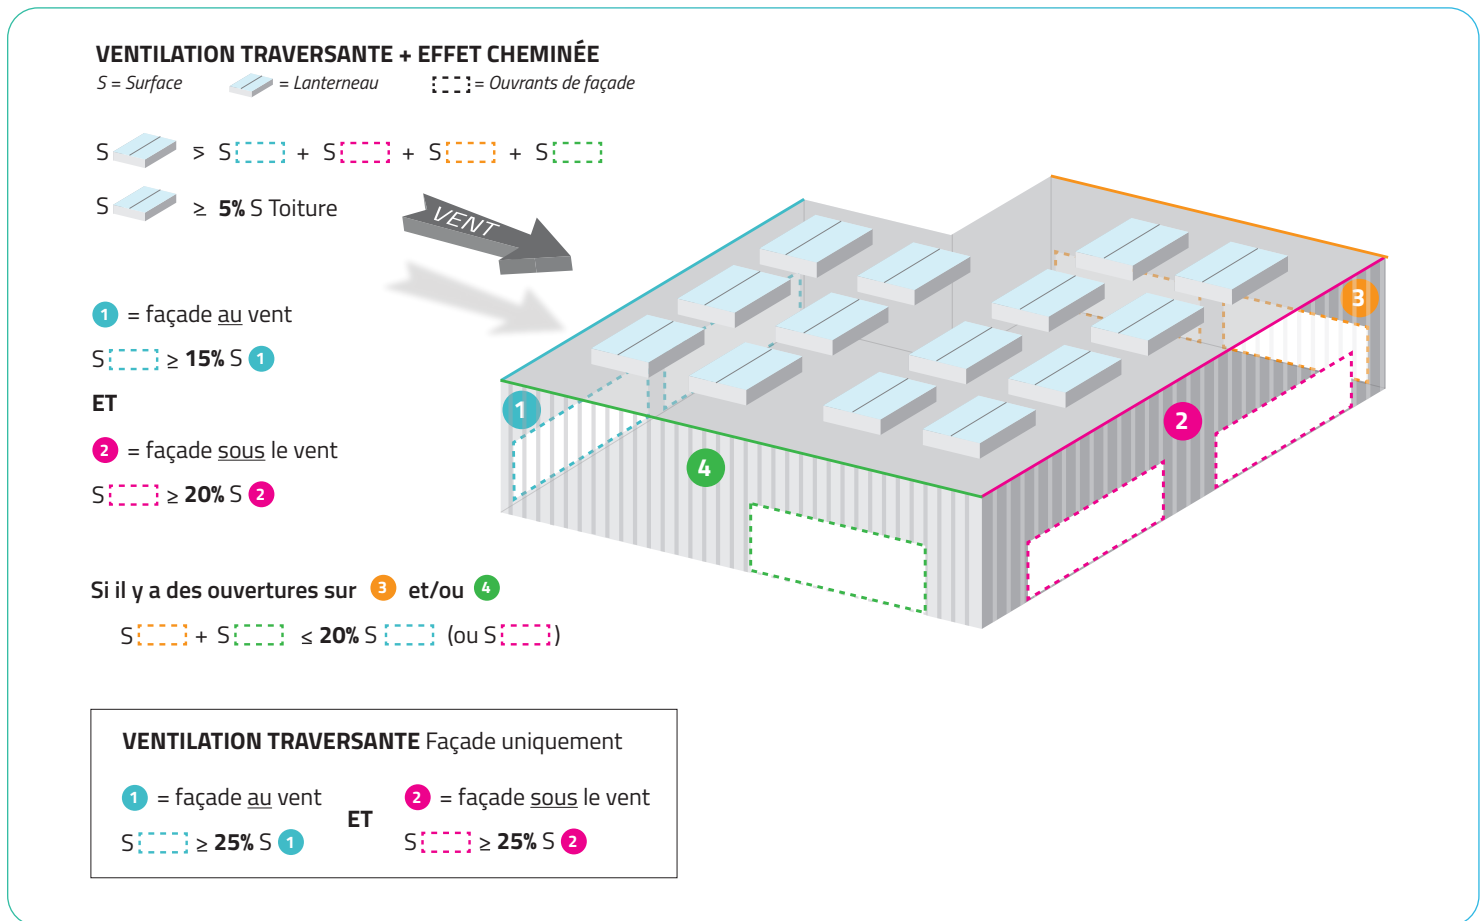 VENTILATION TRAVERSANTE + EFFET CHEMINÉE
S = Surface = Lanterneau = Ouvrants de façade
S ⋝ S + S + S + S
S ≥ 5% S Toiture
VENT
1 = façade au vent
S ≥ 15% S 1
ET
2 = façade sous le vent
S ≥ 20% S 2
Si il y a des ouvertures sur 3 et/ou 4
S + S ≤ 20% S (ou S )
1
2
3
4
VENTILATION TRAVERSANTE Façade uniquement
1 = façade au vent
S ≥ 25% S 1
ET
2 = façade sous le vent
S ≥ 25% S 2